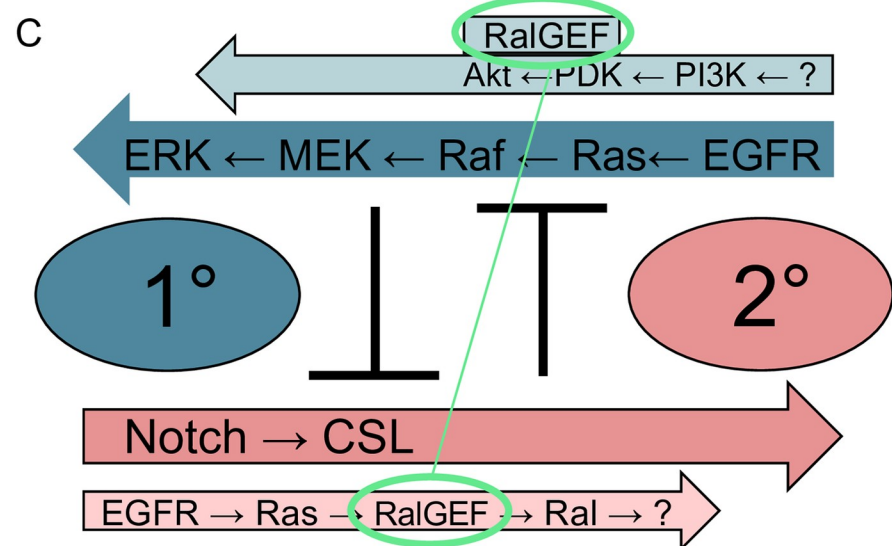 C
RalGEF
Akt ← PDK ← PI3K ← ?
ERK ← MEK ← Raf ← Ras← EGFR
1° 2°
Notch → CSL
EGFR → Ras → RalGEF → Ral → ?